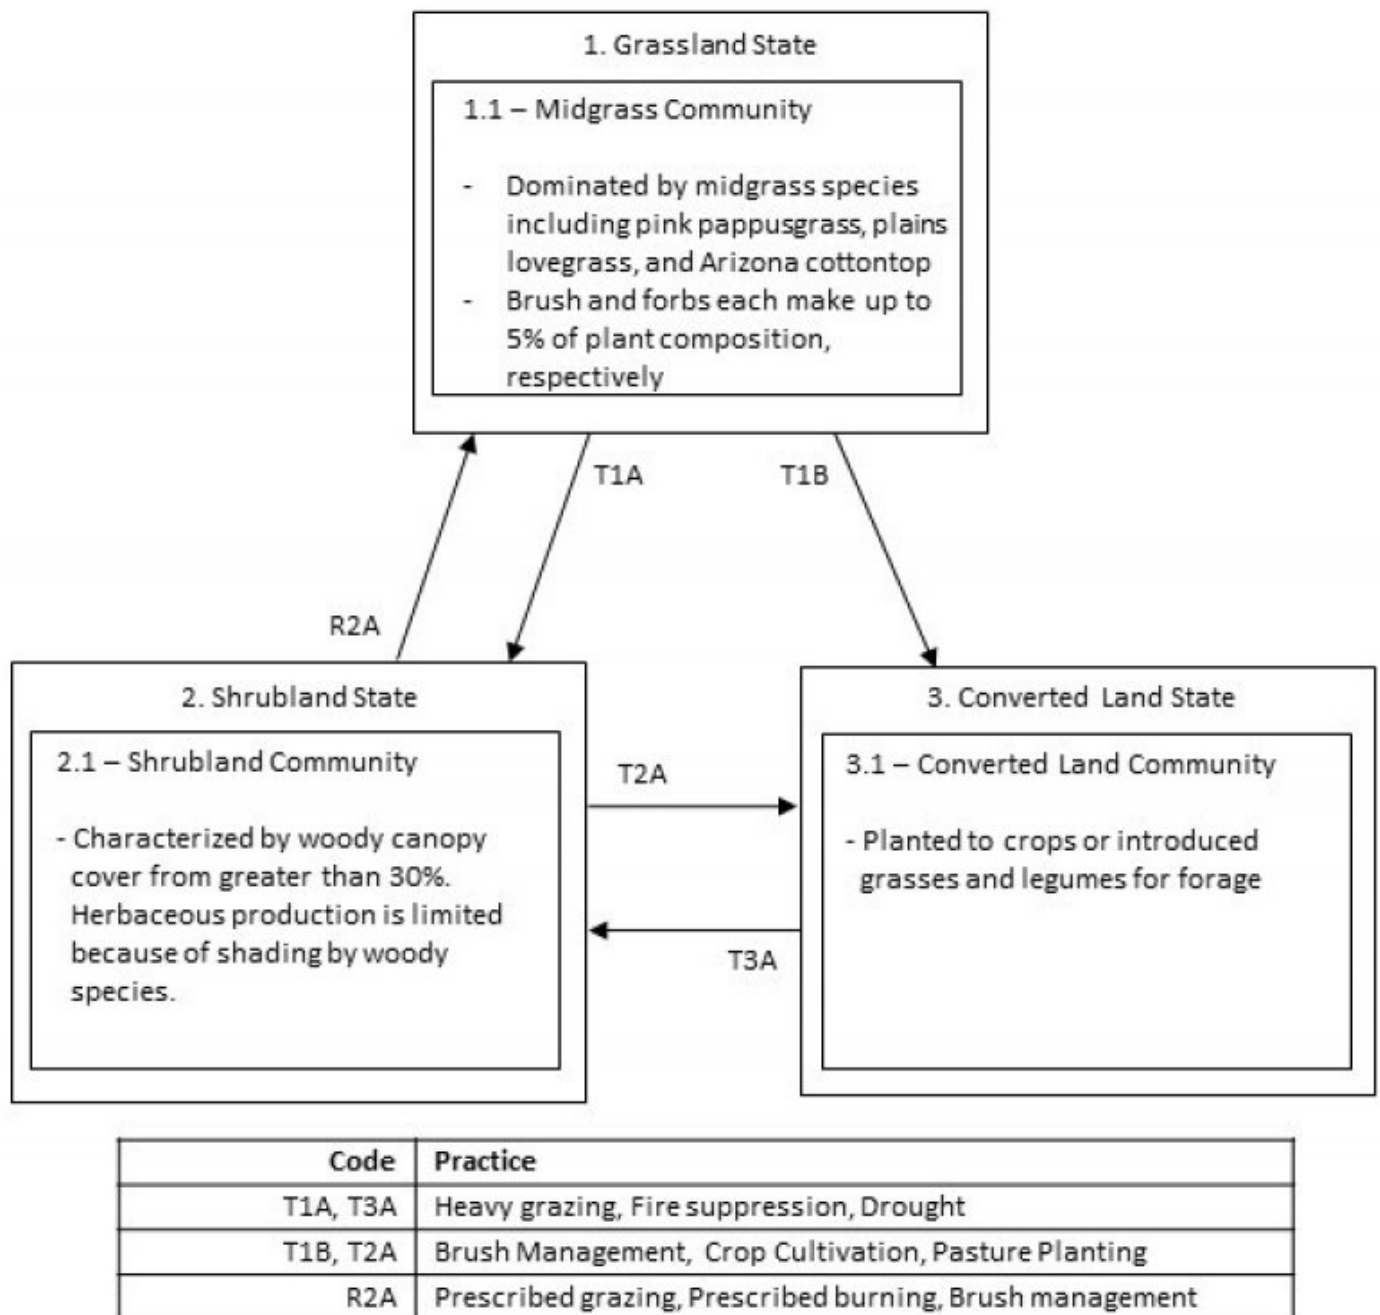 1. Grassland State
1.1 – Midgrass Community
- Dominated by midgrass species
including pink pappusgrass, plains
lovegrass, and Arizona cottontop
- Brush and forbs each make up to
5% of plant composition,
respectively
T1A
T1B
R2A
2. Shrubland State
2.1 – Shrubland Community
- Characterized by woody canopy
cover from greater than 30%.
Herbaceous production is limited
because of shading by woody
species.
T2A
T3A
3. Converted Land State
3.1 – Converted Land Community
- Planted to crops or introduced
grasses and legumes for forage
Code Practice
T1A, T3A Heavy grazing, Fire suppression, Drought
T1B, T2A Brush Management, Crop Cultivation, Pasture Planting
R2A Prescribed grazing, Prescribed burning, Brush management